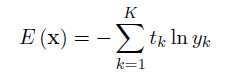 E (x) = − ∑_{k=1}^{K} t_k ln y_k